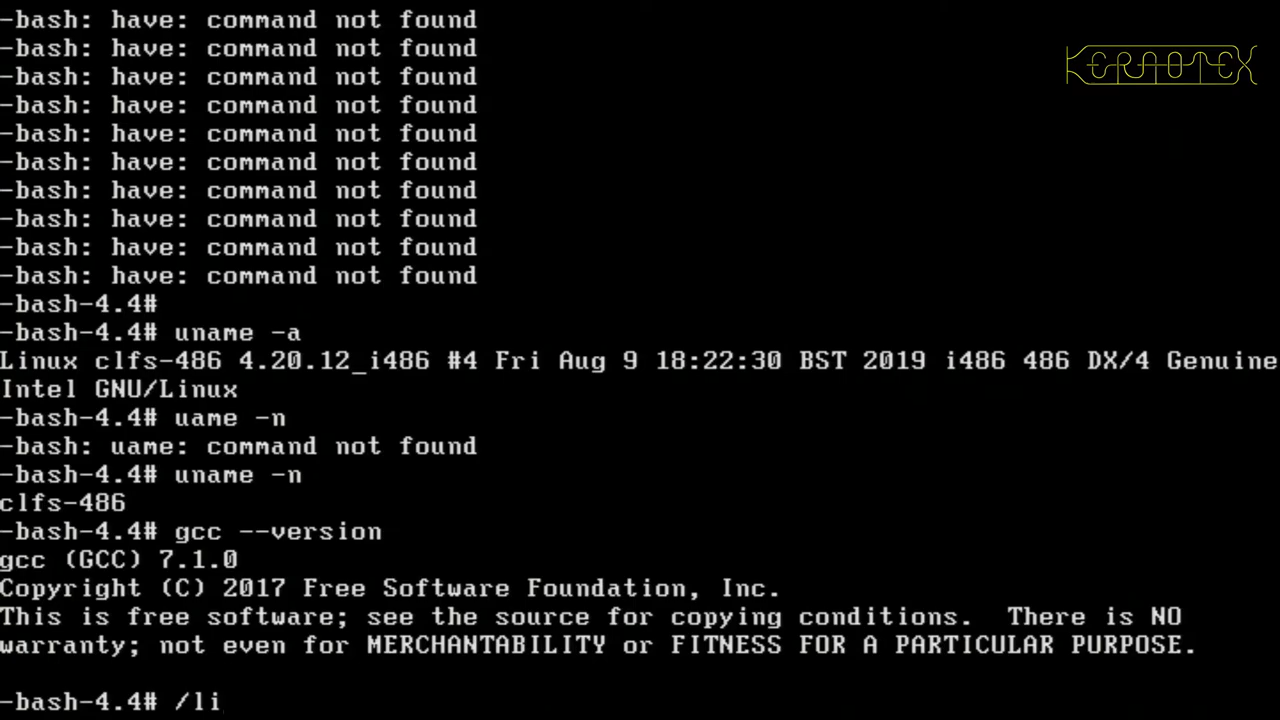 -bash: have: command not found
-bash: have: command not found
-bash: have: command not found
-bash: have: command not found
-bash: have: command not found
-bash: have: command not found
-bash: have: command not found
-bash: have: command not found
-bash: have: command not found
-bash: have: command not found
KERNOTEX
-bash-4.4#
-bash-4.4# uname -a
Linux clfs-486 4.20.12_i486 #4 Fri Aug 9 18:22:30 BST 2019 i486 486 DX/4 Genuine
Intel GNU/Linux
-bash-4.4# uame -n
-bash: uame: command not found
-bash-4.4# uname -n
clfs-486
-bash-4.4# gcc --version
gcc (GCC) 7.1.0
Copyright (C) 2017 Free Software Foundation, Inc.
This is free software; see the source for copying conditions.  There is NO
warranty; not even for MERCHANTABILITY or FITNESS FOR A PARTICULAR PURPOSE.
-bash-4.4# /li